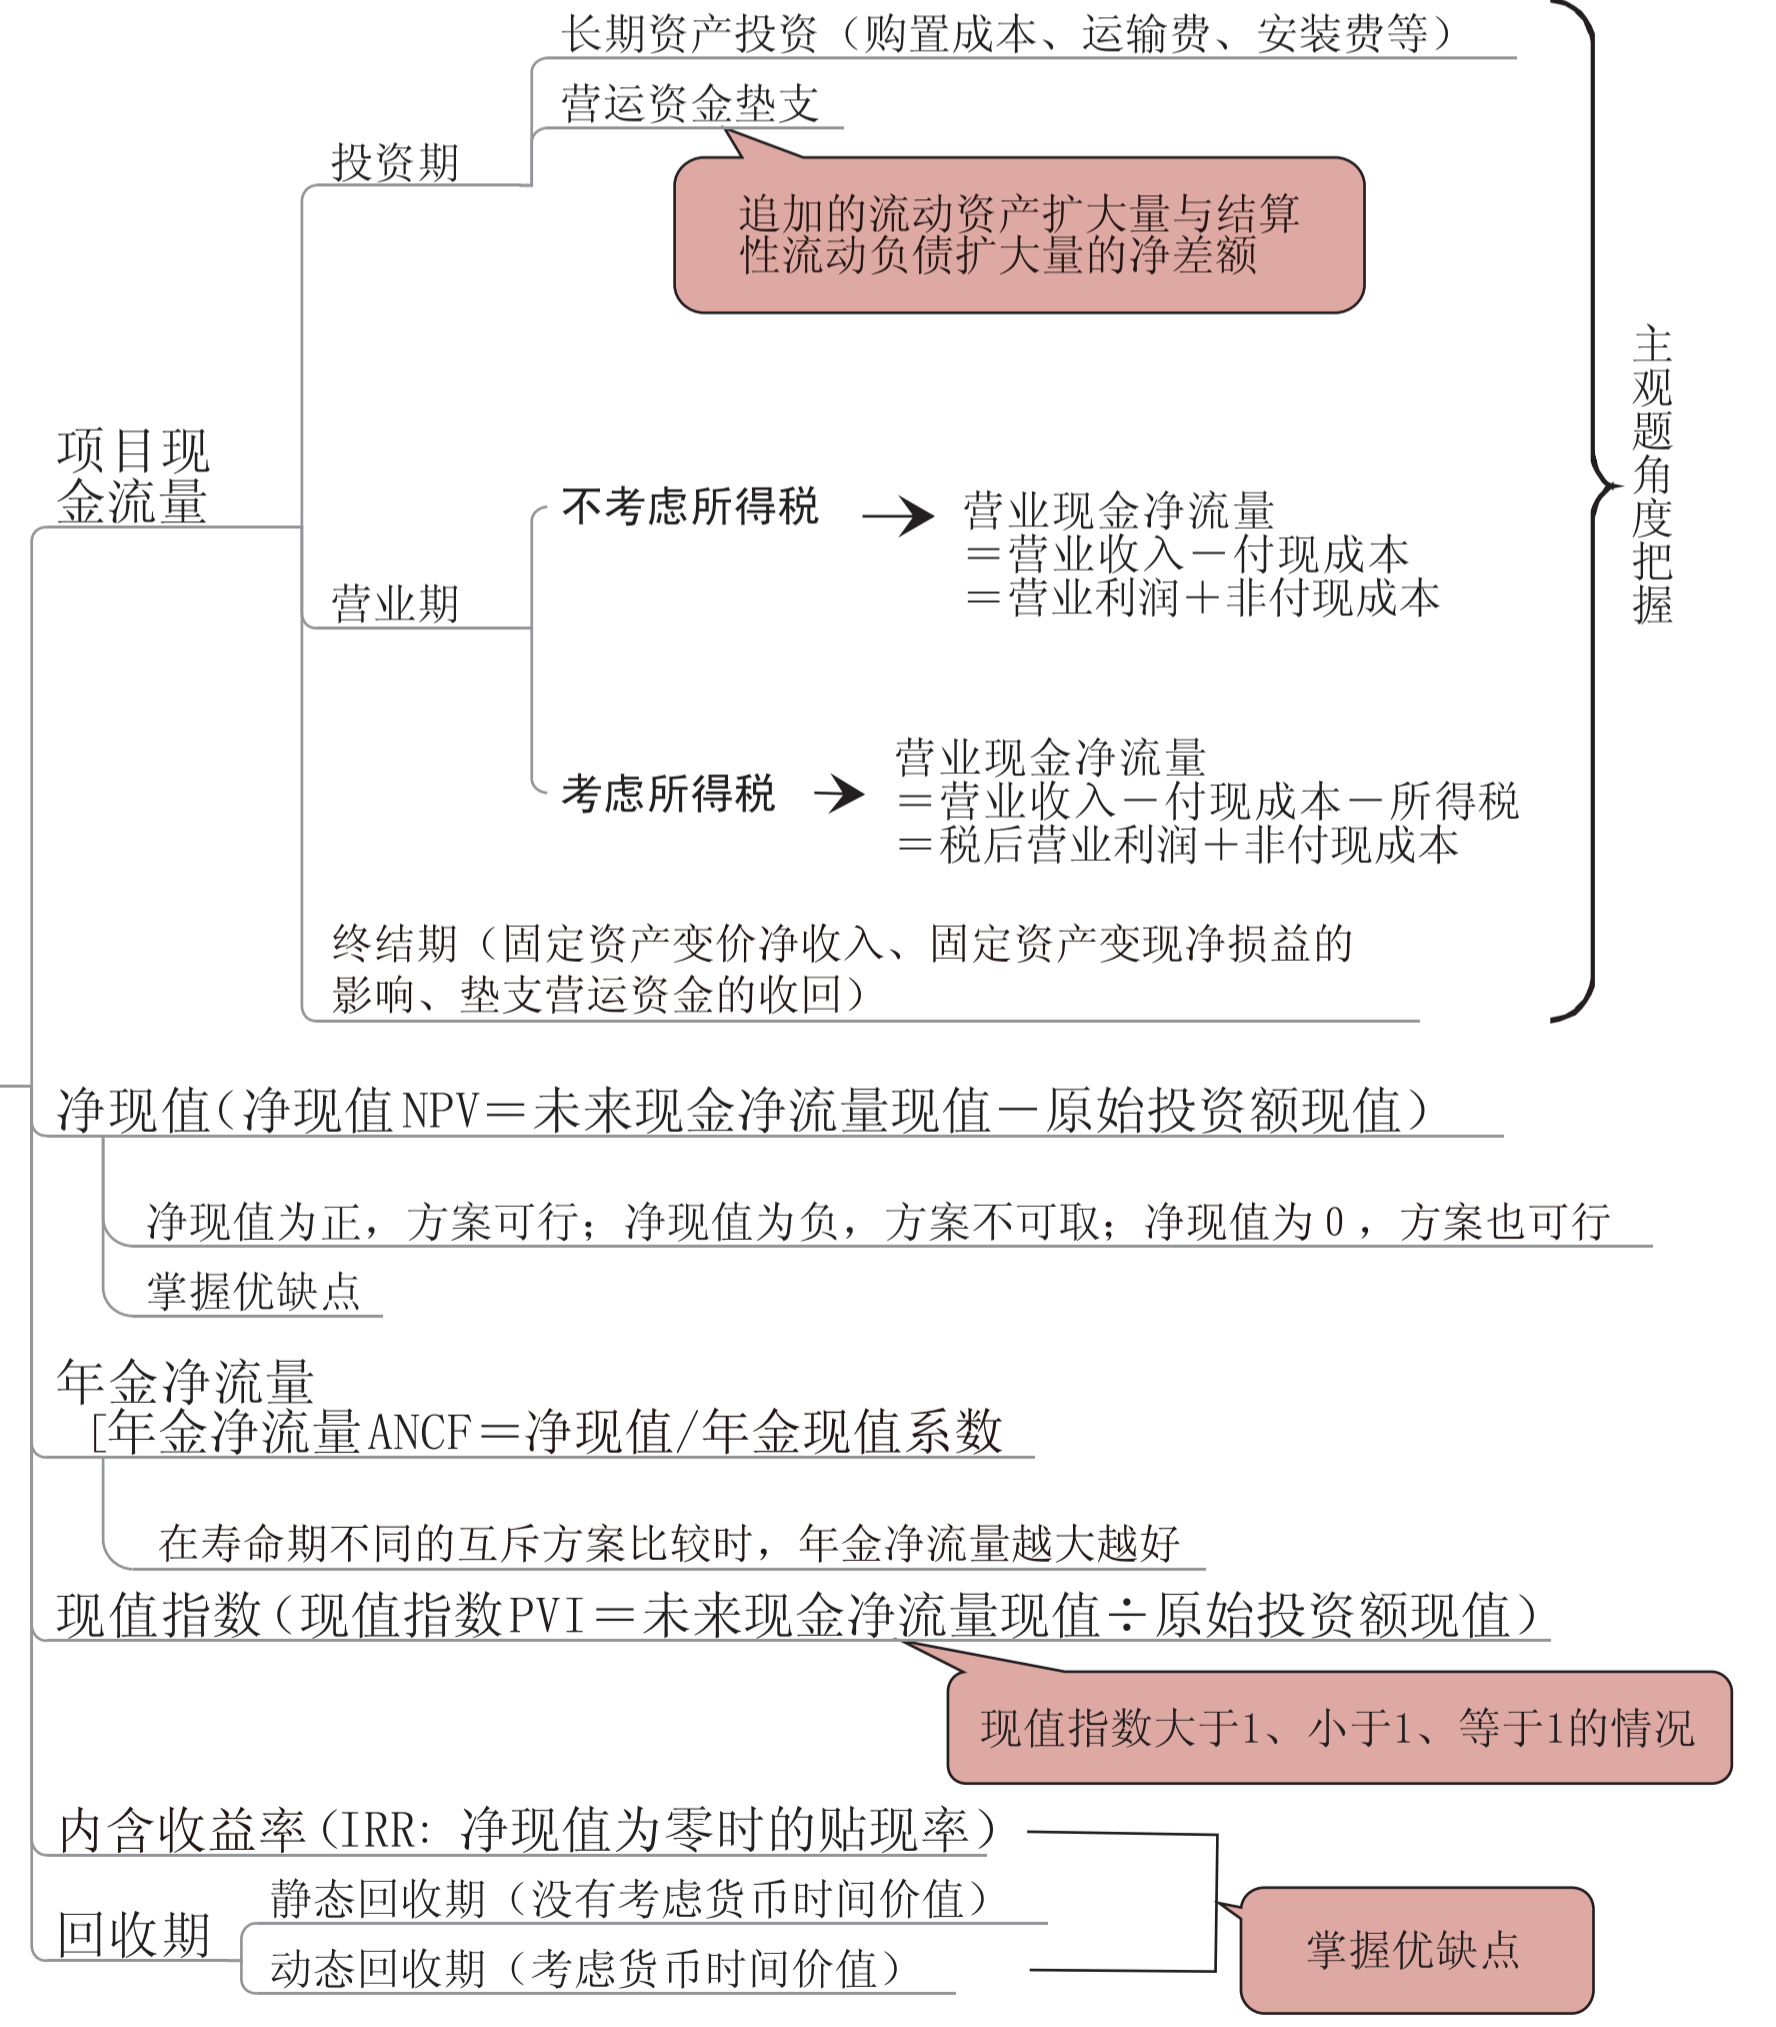 长期资产投资（购置成本、运输费、安装费等）
营运资金垫支
投资期
追加的流动资产扩大量与结算
性流动负债扩大量的净差额
主观题角度把握
项目现
金流量
不考虑所得税
营业现金净流量
＝营业收入－付现成本
＝营业利润＋非付现成本
营业期
考虑所得税
营业现金净流量
＝营业收入－付现成本－所得税
＝税后营业利润＋非付现成本
终结期（固定资产变价净收入、固定资产变现净损益的
影响、垫支营运资金的收回）
净现值(净现值NPV＝未来现金净流量现值－原始投资额现值）
净现值为正，方案可行；净现值为负，方案不可取；净现值为0，方案也可行
掌握优缺点
年金净流量
[年金净流量ANCF＝净现值/年金现值系数
在寿命期不同的互斥方案比较时，年金净流量越大越好
现值指数(现值指数PVI＝未来现金净流量现值÷原始投资额现值）
现值指数大于1、小于1、等于1的情况
内含收益率(IRR：净现值为零时的贴现率）
静态回收期（没有考虑货币时间价值）
回收期
动态回收期（考虑货币时间价值）
掌握优缺点